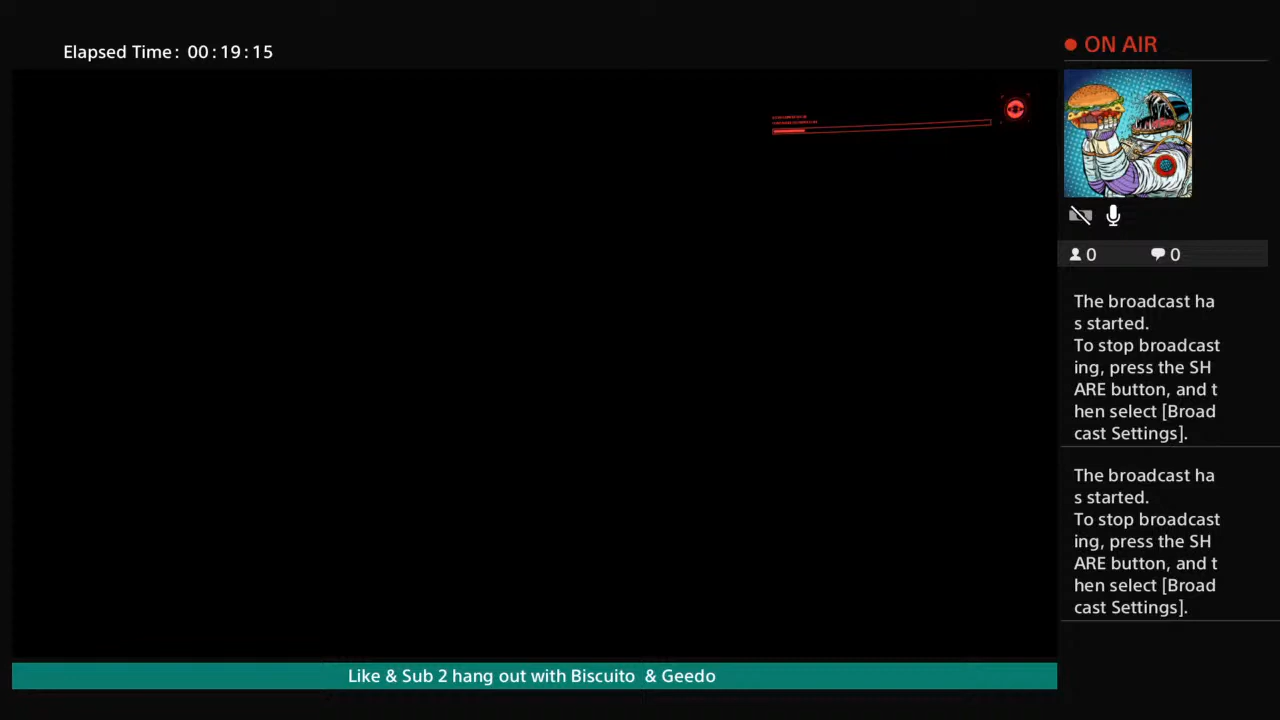 Elapsed Time: 00:19:15
ON AIR
0
0
The broadcast ha
s started.
To stop broadcast
ing, press the SH
ARE button, and t
hen select [Broad
cast Settings].
The broadcast ha
s started.
To stop broadcast
ing, press the SH
ARE button, and t
hen select [Broad
cast Settings].
Like & Sub 2 hang out with Biscuito & Geedo